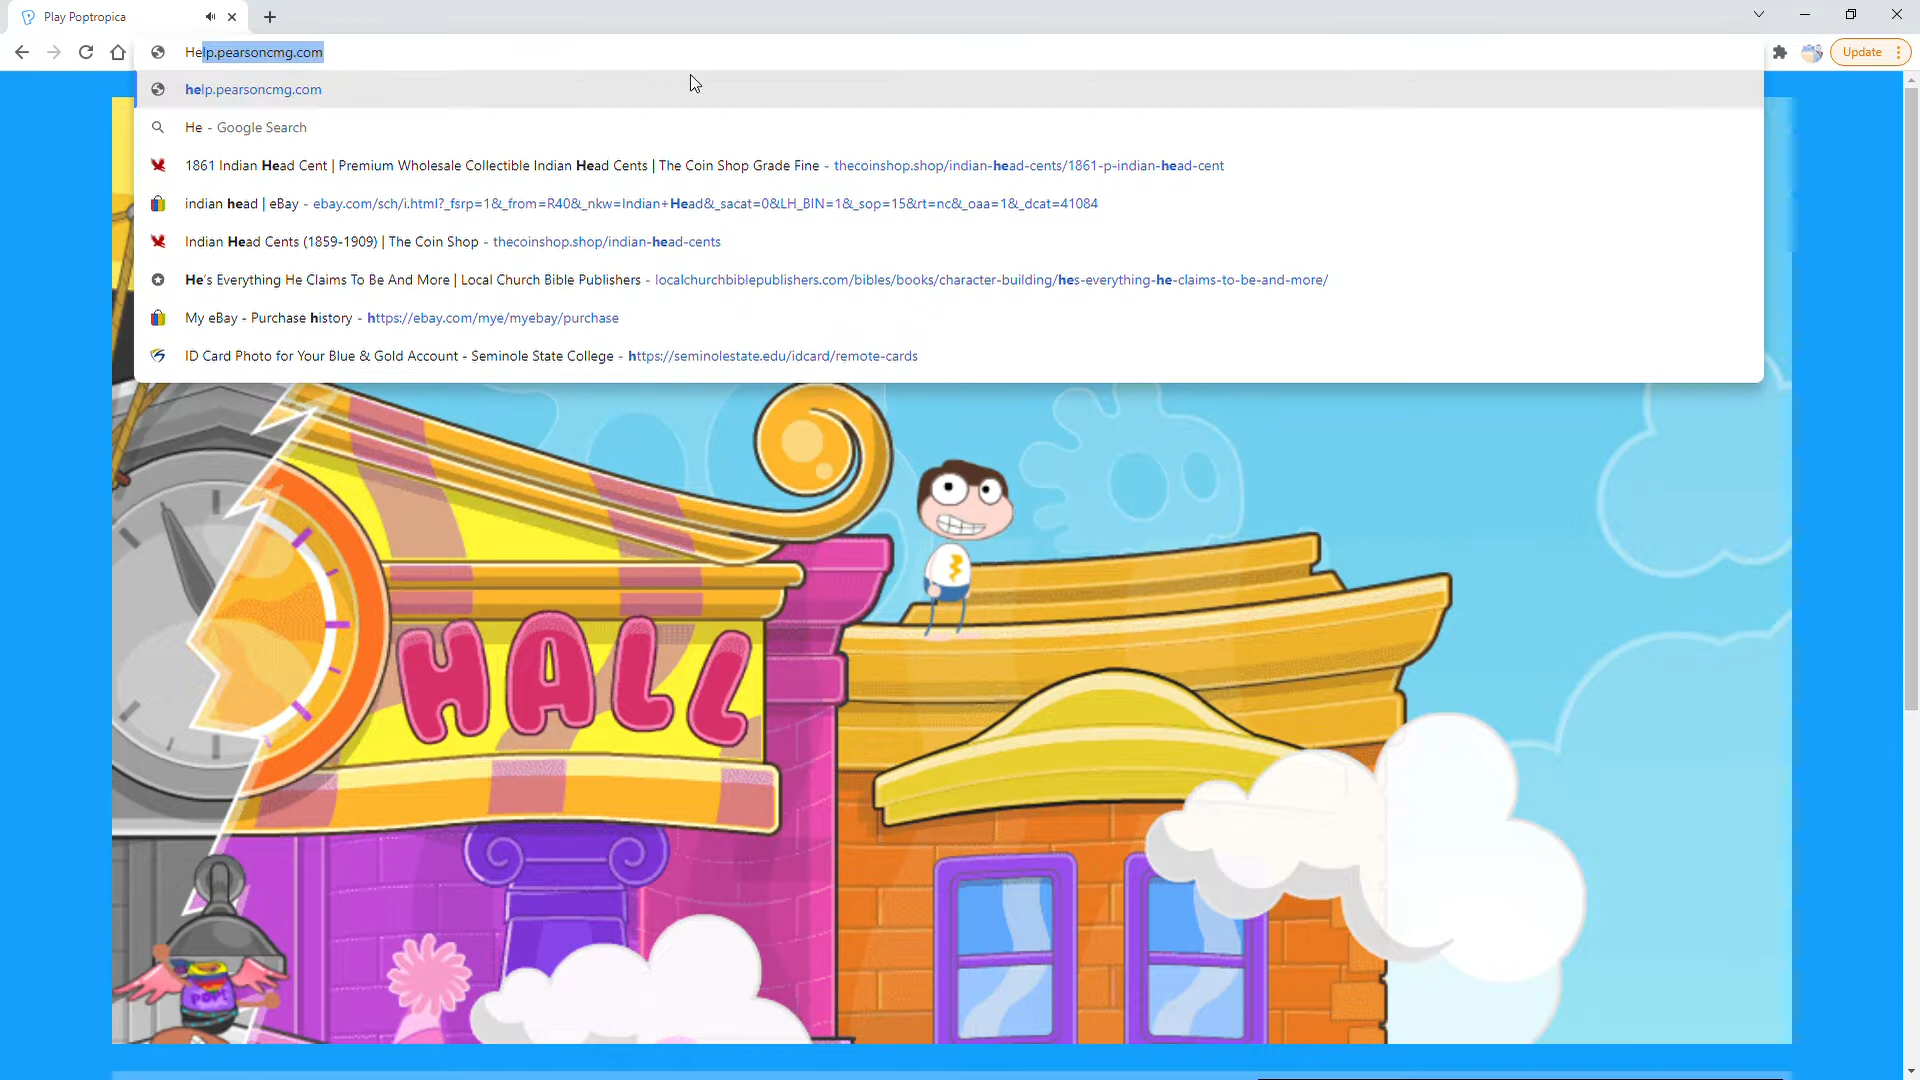 Play Poptropica
Help.pearsoncmg.com
Update
help.pearsoncmg.com
He - Google Search
1861 Indian Head Cent | Premium Wholesale Collectible Indian Head Cents | The Coin Shop Grade Fine - thecoinshop.shop/indian-head-cents/1861-p-indian-head-cent
indian head | eBay - ebay.com/sch/i.html?_fsrp=1&_from=R40&_nkw=Indian+Head&_sacat=0&LH_BIN=1&_sop=15&rt=nc&_oaa=1&_dcat=41084
Indian Head Cents (1859-1909) | The Coin Shop - thecoinshop.shop/indian-head-cents
He's Everything He Claims To Be And More | Local Church Bible Publishers - localchurchbiblepublishers.com/bibles/books/character-building/hes-everything-he-claims-to-be-and-more/
My eBay - Purchase history - https://ebay.com/mye/myebay/purchase
ID Card Photo for Your Blue & Gold Account - Seminole State College - https://seminolestate.edu/idcard/remote-cards
HALL
POP!